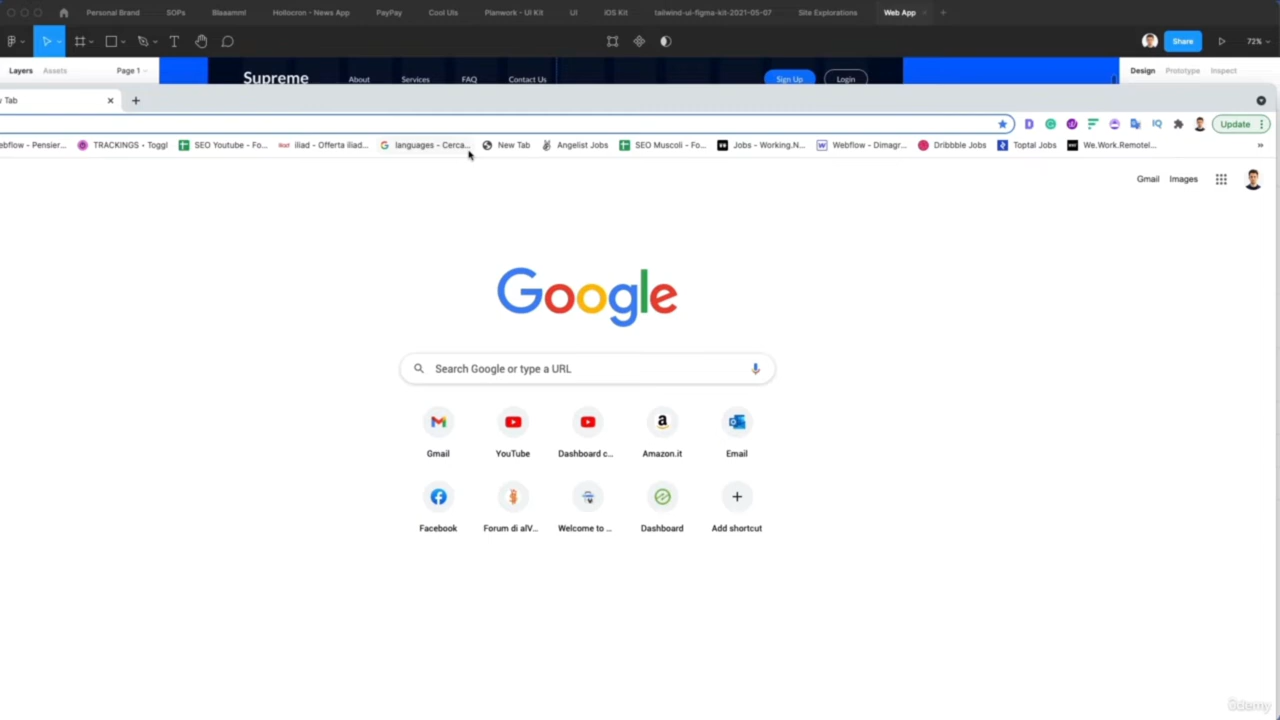 Personal Brand SOPs Blaaamm! Hollocron - News App PayPay Cool UIs Planwork - UI Kit UI iOS Kit tailwind-ui-figma-kit-2021-05-07 Site Explorations Web App
Share 72%
Layers Assets Page 1 Supreme About Services FAQ Contact Us Sign Up Login Design Prototype Inspect
Tab
Update
ebflow - Pensier... TRACKINGS • Toggl SEO Youtube - Fo... iliad - Offerta iliad... languages - Cerca... New Tab Angelist Jobs SEO Muscoli - Fo... Jobs - Working.N... Webflow - Dimagr... Dribbble Jobs Toptal Jobs We.Work.Remotel... »
Gmail Images
Google
Search Google or type a URL
Gmail YouTube Dashboard c... Amazon.it Email
Facebook Forum di alV... Welcome to ... Dashboard Add shortcut
ûdemy